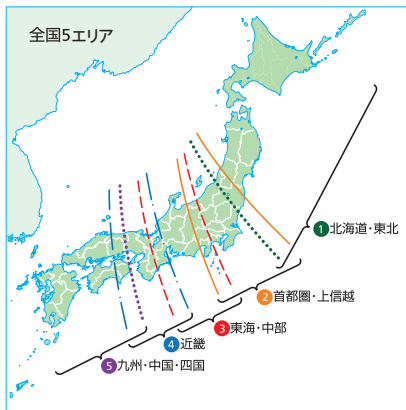 全国5エリア
1北海道・東北
2首都圏・上信越
3東海・中部
4近畿
5九州・中国・四国